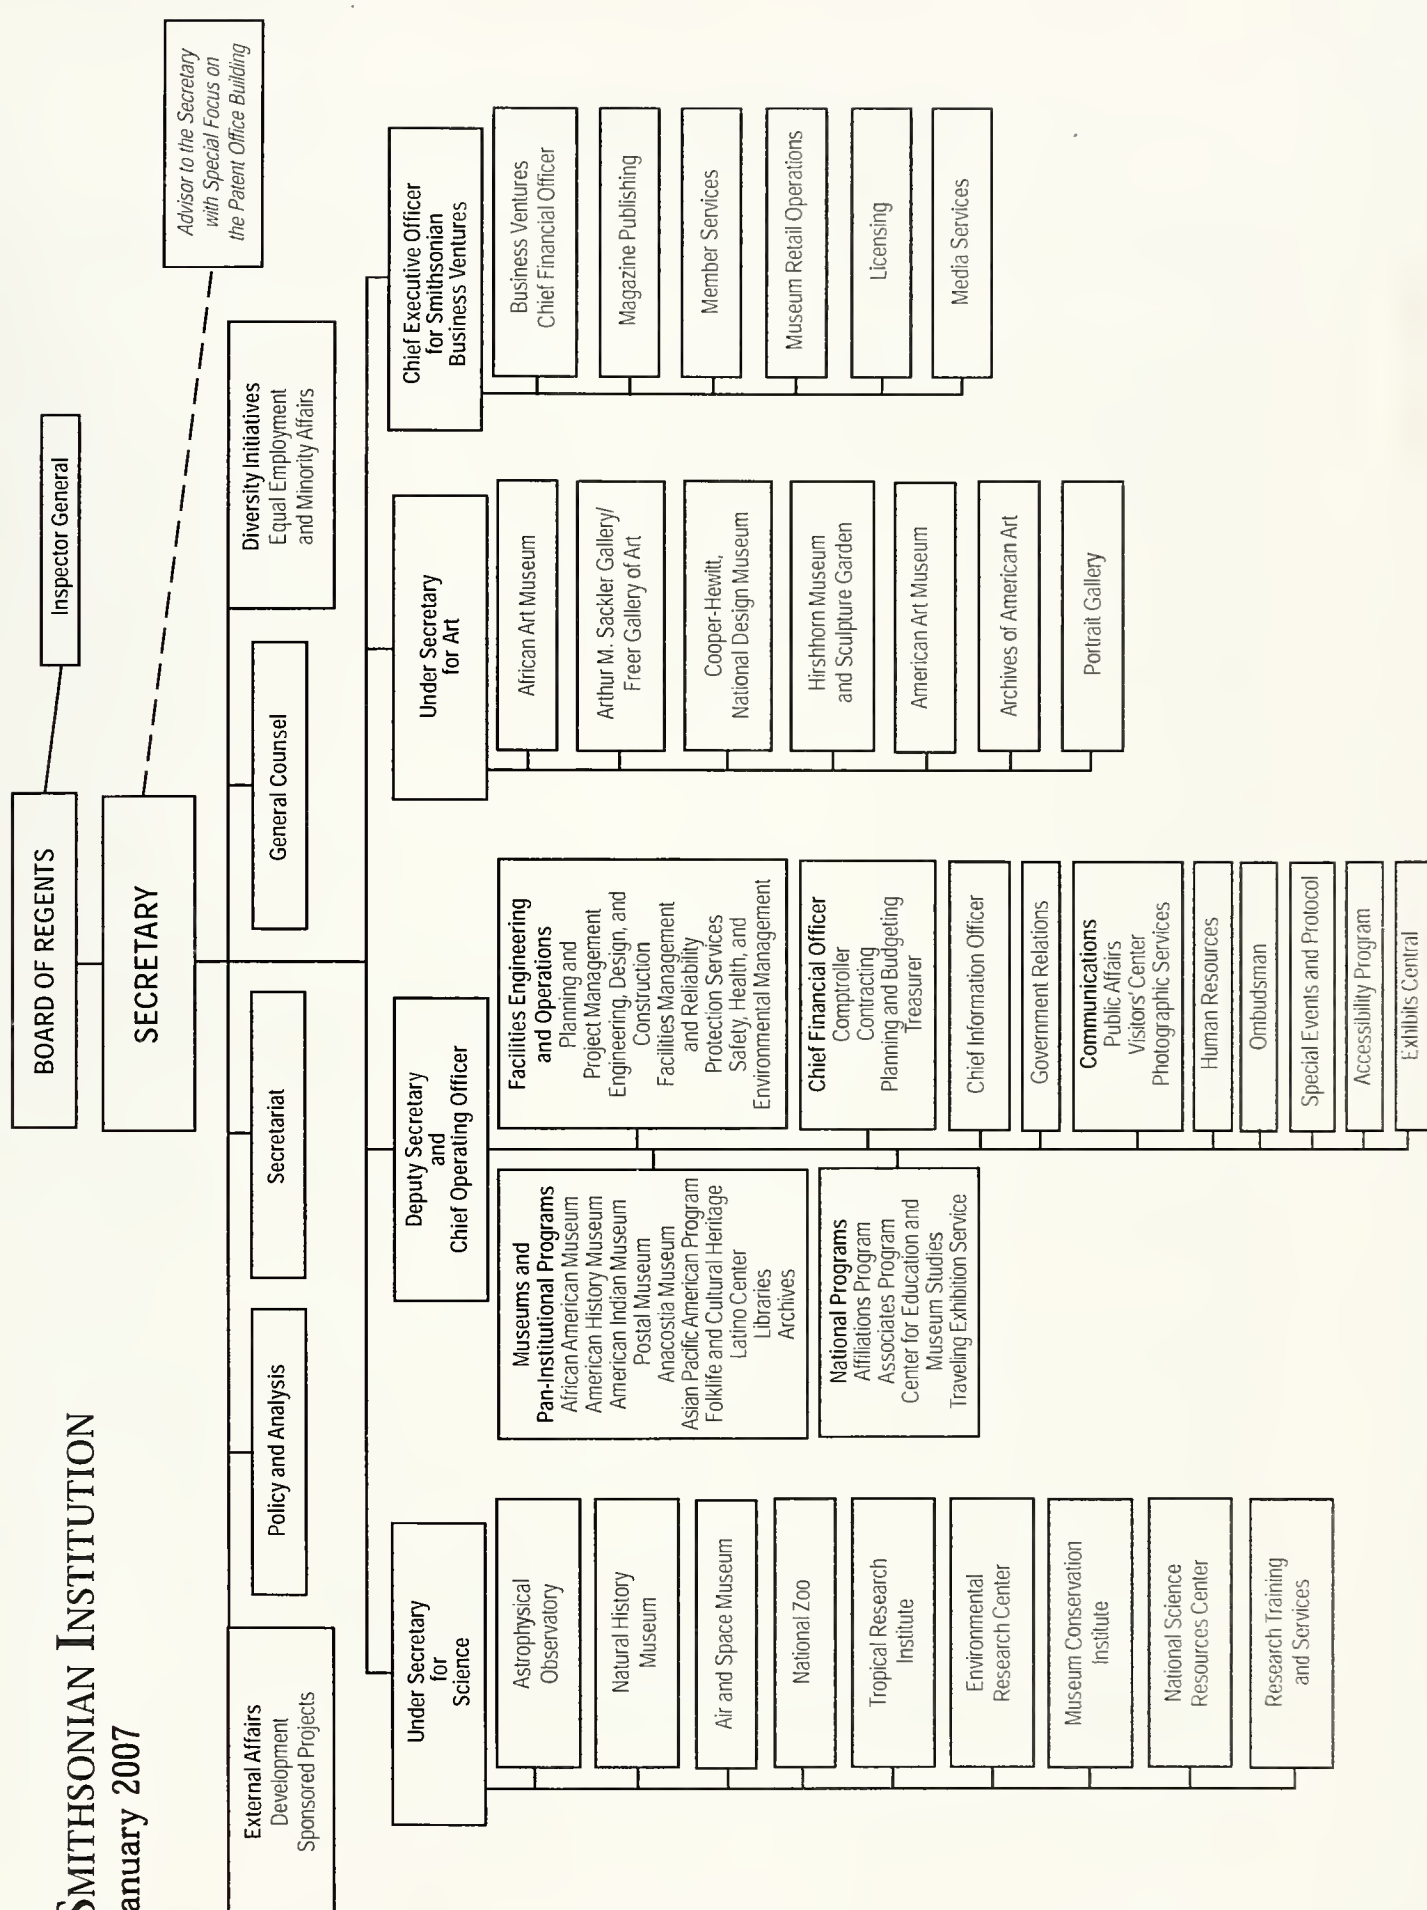 SMITHSONIAN INSTITUTION
anuary 2007
BOARD OF REGENTS
Inspector General
SECRETARY
Advisor to the Secretary
with Special Focus on
the Patent Office Building
External Affairs
Development
Sponsored Projects
Policy and Analysis
Secretariat
General Counsel
Diversity Initiatives
Equal Employment
and Minority Affairs
Under Secretary
for
Science
Astrophysical
Observatory
Natural History
Museum
Air and Space Museum
National Zoo
Tropical Research
Institute
Environmental
Research Center
Museum Conservation
Institute
National Science
Resources Center
Research Training
and Services
Deputy Secretary
and
Chief Operating Officer
Museums and
Pan-Institutional Programs
African American Museum
American History Museum
American Indian Museum
Postal Museum
Anacostia Museum
Asian Pacific American Program
Folklife and Cultural Heritage
Latino Center
Libraries
Archives
National Programs
Affiliations Program
Associates Program
Center for Education and
Museum Studies
Traveling Exhibition Service
Facilities Engineering
and Operations
Planning and
Project Management
Engineering, Design, and
Construction
Facilities Management
and Reliability
Protection Services
Safety, Health, and
Environmental Management
Chief Financial Officer
Comptroller
Contracting
Planning and Budgeting
Treasurer
Chief Information Officer
Government Relations
Communications
Public Affairs
Visitors' Center
Photographic Services
Human Resources
Ombudsman
Special Events and Protocol
Accessibility Program
Exhibits Central
Under Secretary
for Art
African Art Museum
Arthur M. Sackler Gallery/
Freer Gallery of Art
Cooper-Hewitt,
National Design Museum
Hirshhorn Museum
and Sculpture Garden
American Art Museum
Archives of American Art
Portrait Gallery
Chief Executive Officer
for Smithsonian
Business Ventures
Business Ventures
Chief Financial Officer
Magazine Publishing
Member Services
Museum Retail Operations
Licensing
Media Services